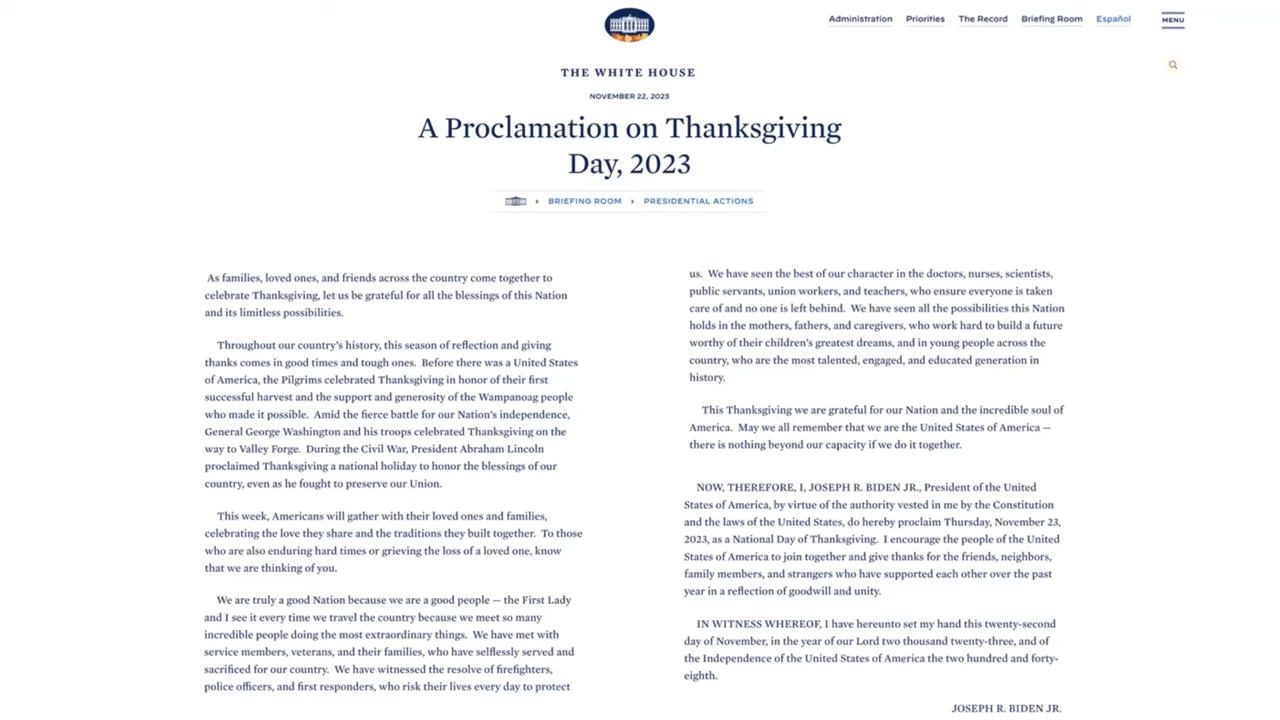 Administration Priorities The Record Briefing Room Español MENU
THE WHITE HOUSE
NOVEMBER 22, 2023
A Proclamation on Thanksgiving
Day, 2023
BRIEFING ROOM PRESIDENTIAL ACTIONS
As families, loved ones, and friends across the country come together to
celebrate Thanksgiving, let us be grateful for all the blessings of this Nation
and its limitless possibilities.
Throughout our country's history, this season of reflection and giving
thanks comes in good times and tough ones. Before there was a United States
of America, the Pilgrims celebrated Thanksgiving in honor of their first
successful harvest and the support and generosity of the Wampanoag people
who made it possible. Amid the fierce battle for our Nation's independence,
General George Washington and his troops celebrated Thanksgiving on the
way to Valley Forge. During the Civil War, President Abraham Lincoln
proclaimed Thanksgiving a national holiday to honor the blessings of our
country, even as he fought to preserve our Union.
This week, Americans will gather with their loved ones and families,
celebrating the love they share and the traditions they built together. To those
who are also enduring hard times or grieving the loss of a loved one, know
that we are thinking of you.
We are truly a good Nation because we are a good people — the First Lady
and I see it every time we travel the country because we meet so many
incredible people doing the most extraordinary things. We have met with
service members, veterans, and their families, who have selflessly served and
sacrificed for our country. We have witnessed the resolve of firefighters,
police officers, and first responders, who risk their lives every day to protect
us. We have seen the best of our character in the doctors, nurses, scientists,
public servants, union workers, and teachers, who ensure everyone is taken
care of and no one is left behind. We have seen all the possibilities this Nation
holds in the mothers, fathers, and caregivers, who work hard to build a future
worthy of their children's greatest dreams, and in young people across the
country, who are the most talented, engaged, and educated generation in
history.
This Thanksgiving we are grateful for our Nation and the incredible soul of
America. May we all remember that we are the United States of America —
there is nothing beyond our capacity if we do it together.
NOW, THEREFORE, I, JOSEPH R. BIDEN JR., President of the United
States of America, by virtue of the authority vested in me by the Constitution
and the laws of the United States, do hereby proclaim Thursday, November 23,
2023, as a National Day of Thanksgiving. I encourage the people of the United
States of America to join together and give thanks for the friends, neighbors,
family members, and strangers who have supported each other over the past
year in a reflection of goodwill and unity.
IN WITNESS WHEREOF, I have hereunto set my hand this twenty-second
day of November, in the year of our Lord two thousand twenty-three, and of
the Independence of the United States of America the two hundred and forty-
eighth.
JOSEPH R. BIDEN JR.